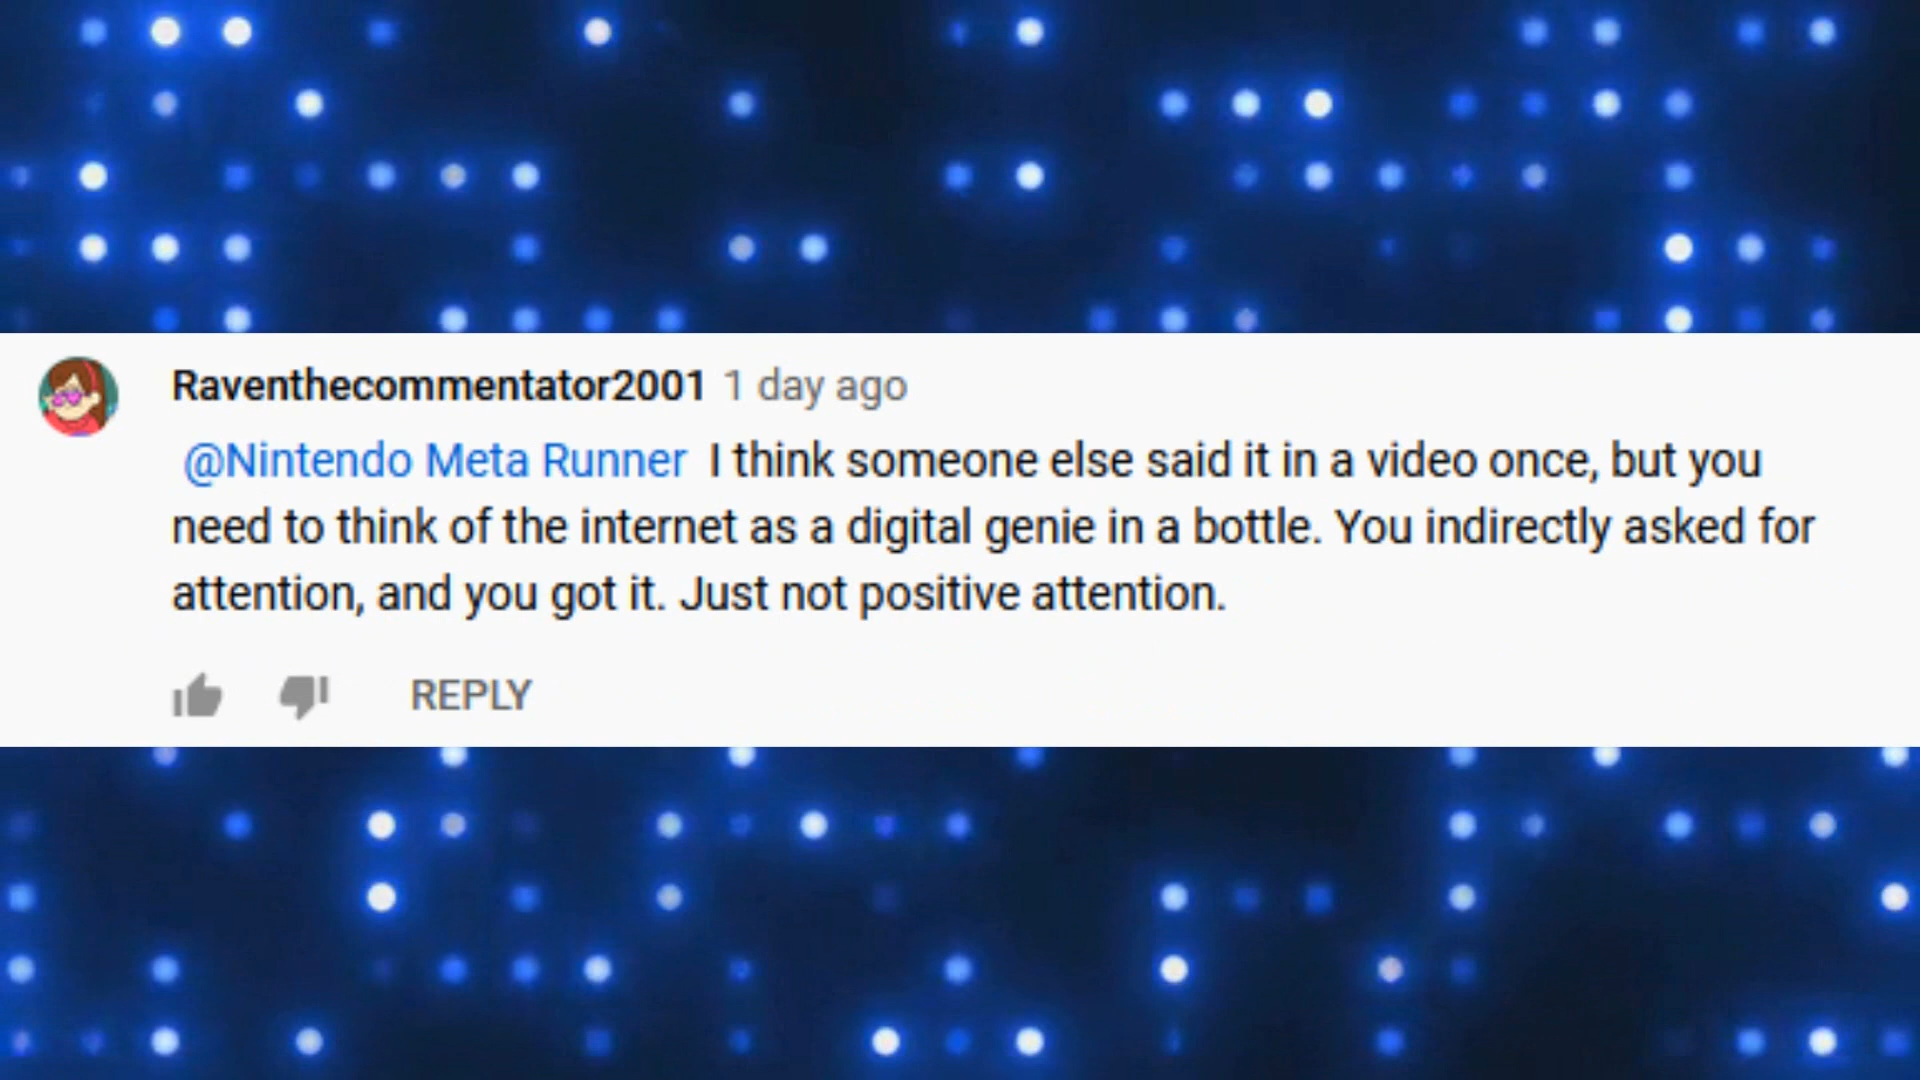 Raventhecommentator2001 1 day ago
@Nintendo Meta Runner I think someone else said it in a video once, but you
need to think of the internet as a digital genie in a bottle. You indirectly asked for
attention, and you got it. Just not positive attention.
REPLY